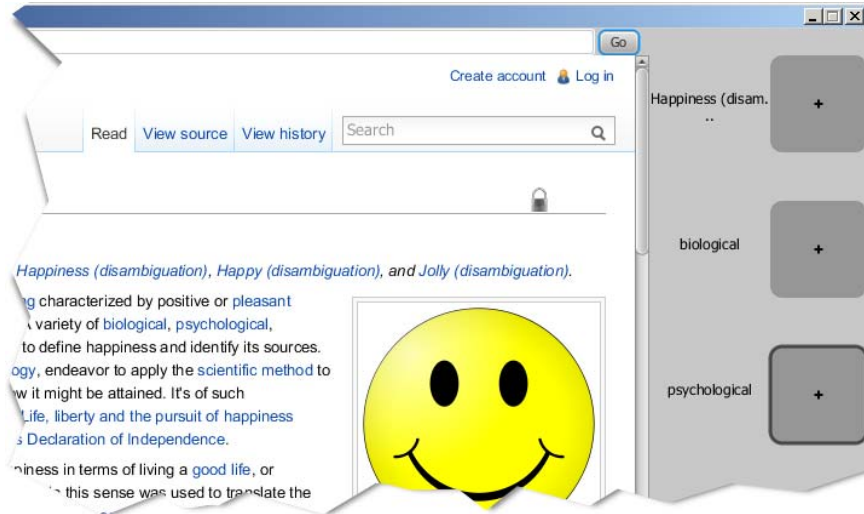 Go
Create account Log in
Read View source View history Search
Happiness (disambiguation), Happy (disambiguation), and Jolly (disambiguation).
characterized by positive or pleasant
variety of biological, psychological,
to define happiness and identify its sources.
endeavor to apply the scientific method to
it might be attained. It's of such
Life, liberty and the pursuit of happiness
Declaration of Independence.
in terms of living a good life, or
this sense was used to translate the
Happiness (disam.
..
+
biological
+
psychological
+